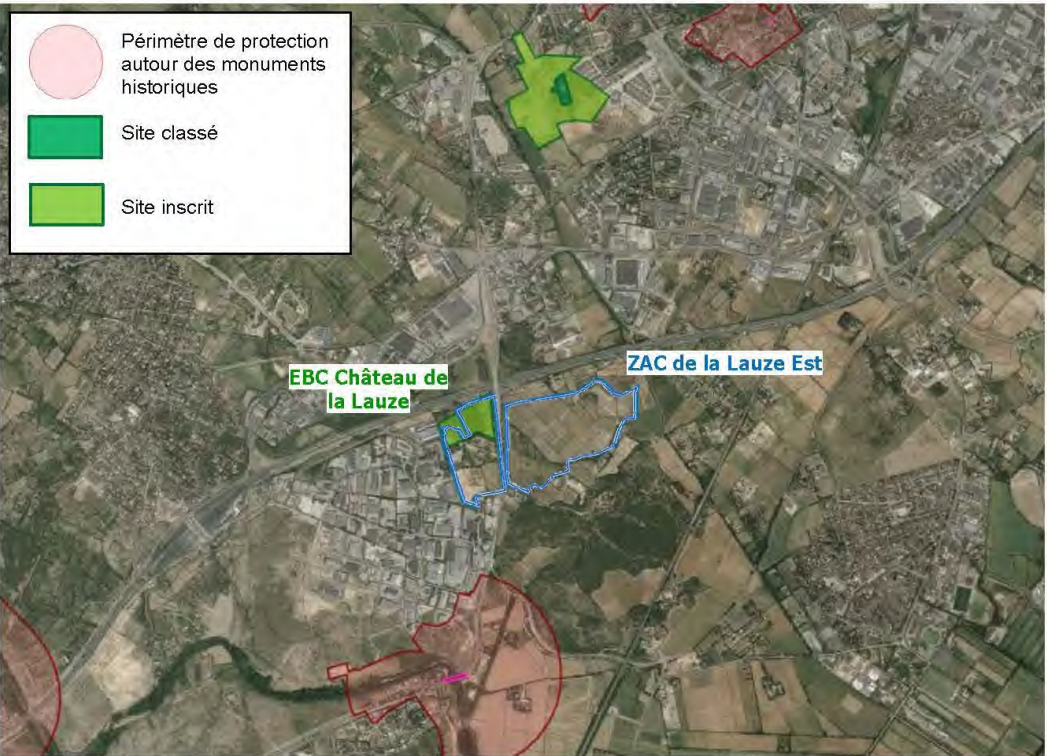 Périmètre de protection
autour des monuments
historiques
Site classé
Site inscrit
EBC Château de
la Lauze
ZAC de la Lauze Est